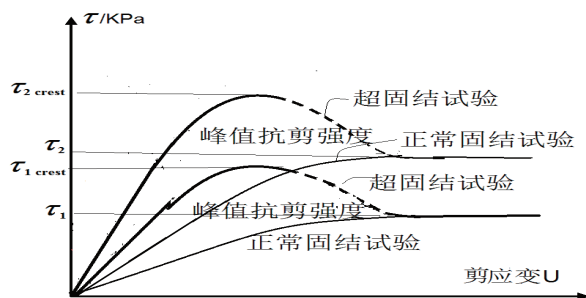 τ/KPa
τ2 crest
超固结试验
峰值抗剪强度
正常固结试验
τ2
τ1 crest
超固结试验
峰值抗剪强度
τ1
正常固结试验
剪应变U